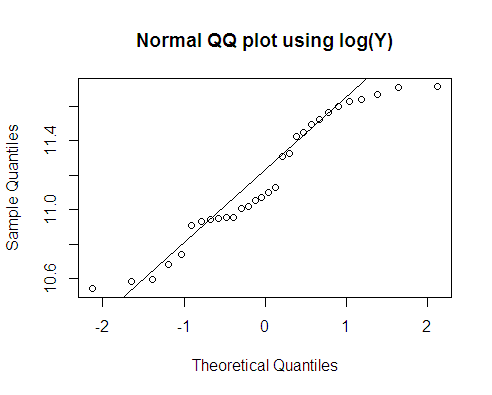 Normal QQ plot using log(Y)
Sample Quantiles
11.4
11.0
10.6
-2 -1 0 1 2
Theoretical Quantiles